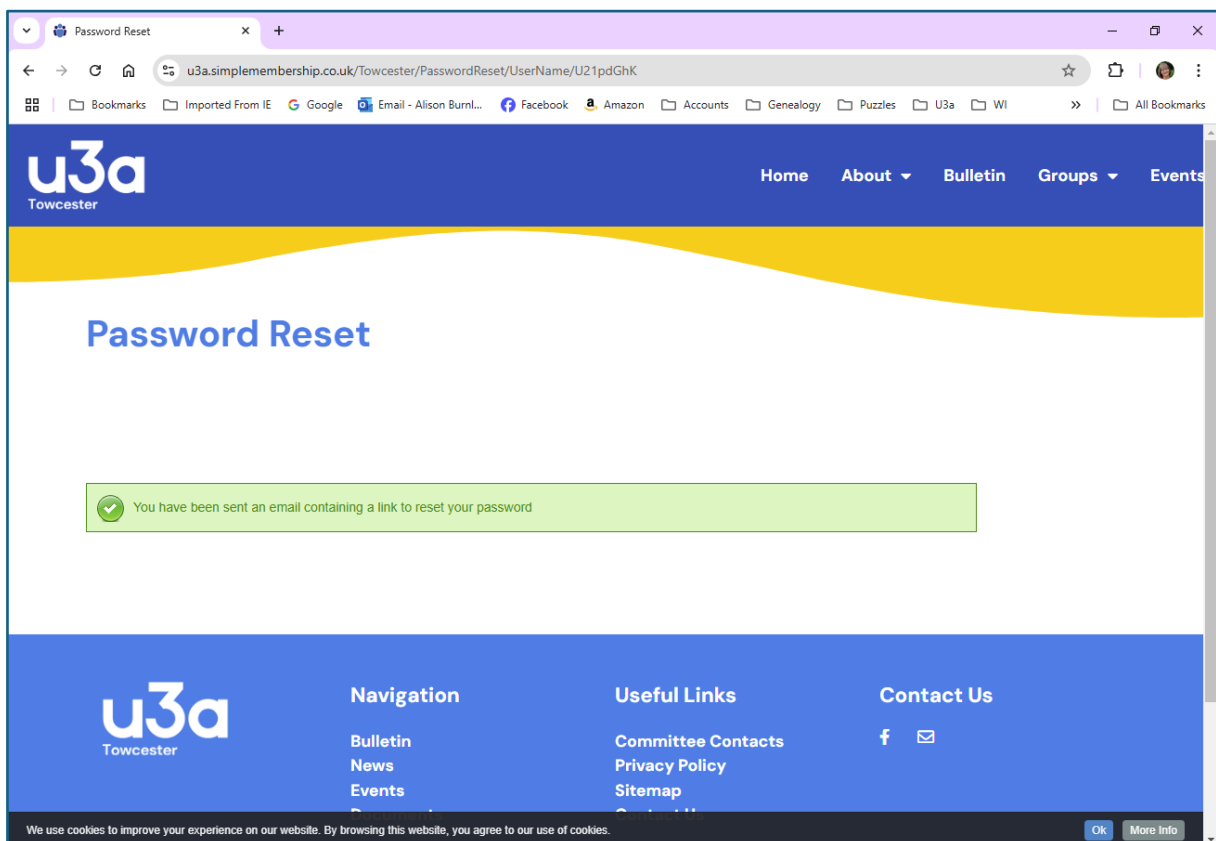 Password Reset
u3a.simplemembership.co.uk/Towcester/PasswordReset/UserName/U21pdGhK
Bookmarks Imported From IE Google Email - Alison Burnl... Facebook Amazon Accounts Genealogy Puzzles U3a WI » All Bookmarks
u3a
Towcester
Home About Bulletin Groups Events
Password Reset
You have been sent an email containing a link to reset your password
u3a
Towcester
Navigation
Bulletin
News
Events
Documents
Useful Links
Committee Contacts
Privacy Policy
Sitemap
Contact Us
Contact Us
We use cookies to improve your experience on our website. By browsing this website, you agree to our use of cookies.
Ok More Info